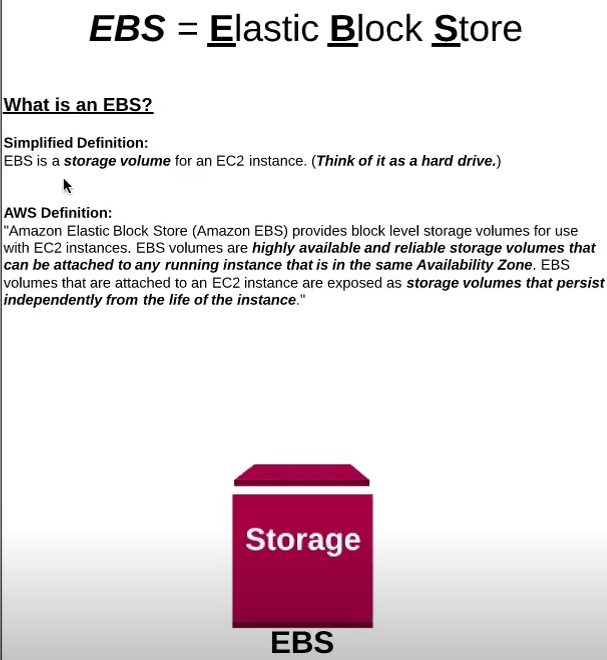 EBS = Elastic Block Store
What is an EBS?
Simplified Definition:
EBS is a storage volume for an EC2 instance. (Think of it as a hard drive.)
AWS Definition:
"Amazon Elastic Block Store (Amazon EBS) provides block level storage volumes for use
with EC2 instances. EBS volumes are highly available and reliable storage volumes that
can be attached to any running instance that is in the same Availability Zone. EBS
volumes that are attached to an EC2 instance are exposed as storage volumes that persist
independently from the life of the instance."
Storage
EBS